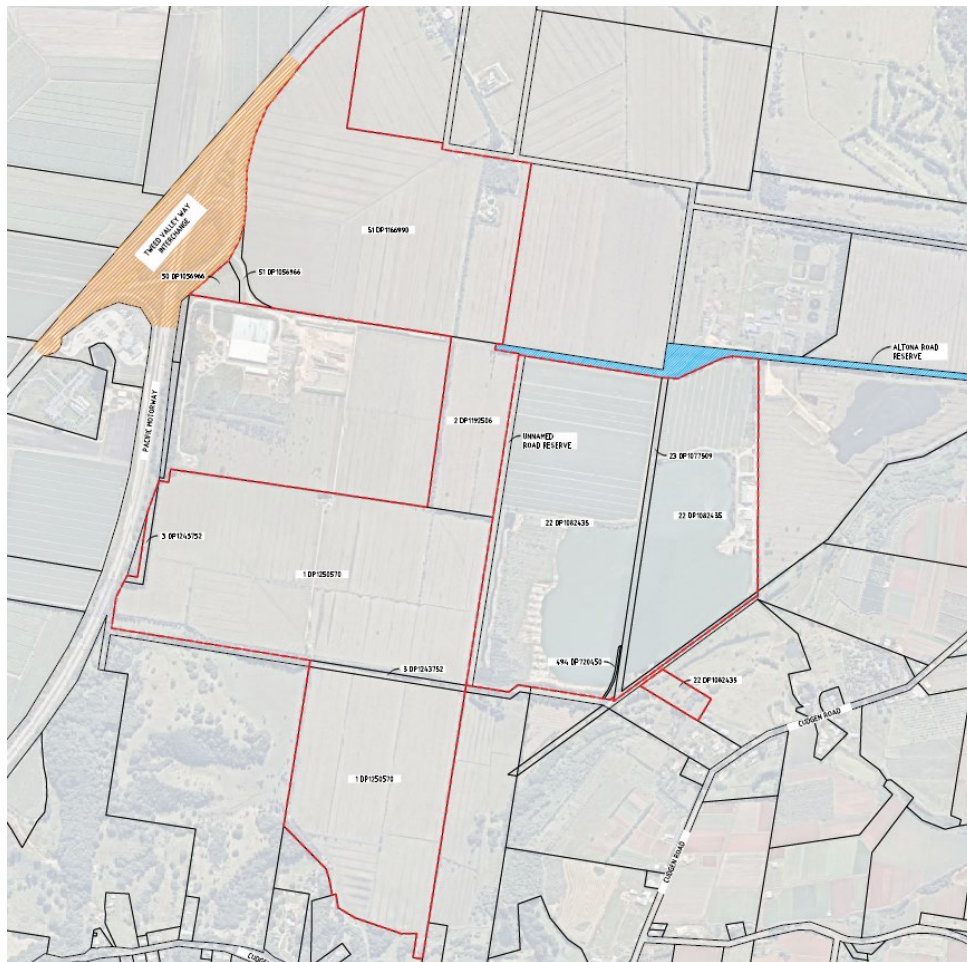 TWEED VALLEY WAY
INTERCHANGE
51 DP1166990
50 DP1056966
51 DP1056966
ALTONA ROAD
RESERVE
PACIFIC MOTORWAY
2 DP1192506
UNNAMED
ROAD RESERVE
23 DP1077509
22 DP1082435
22 DP1082435
3 DP1243752
1 DP1250570
494 DP720450
3 DP1243752
22 DP1082435
CUDGEN ROAD
1 DP1250570
CUDGEN ROAD